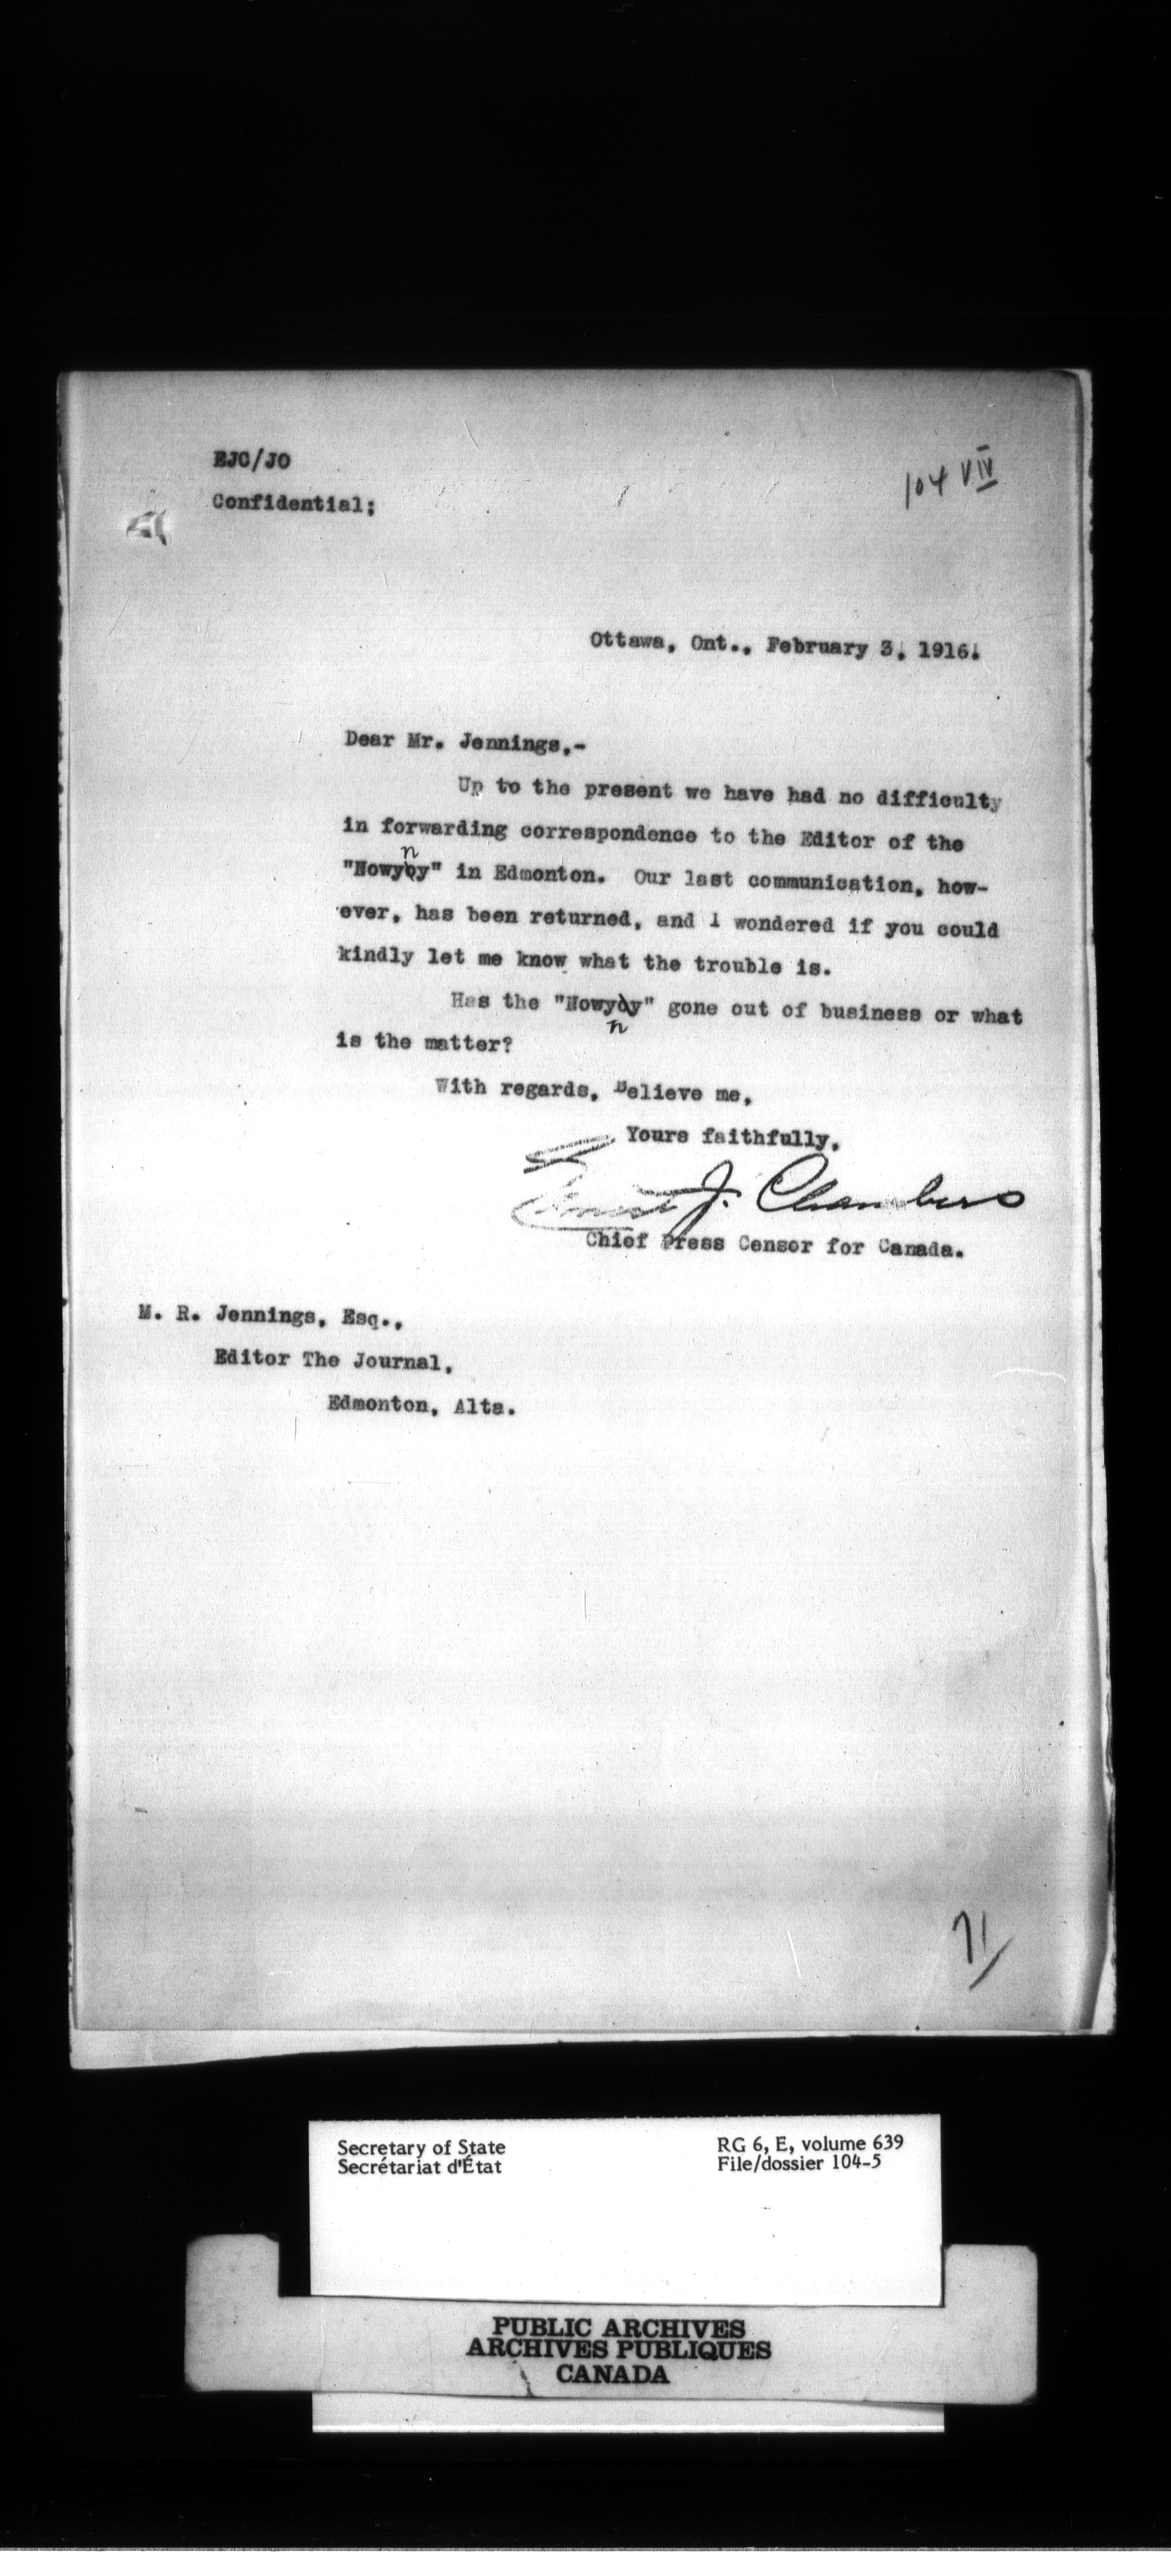 EJC/JO
104 VIV
Confidential;
Ottawa, Ont., February 3, 1916.
Dear Mr. Jennings,-
Up to the present we have had no difficulty
in forwarding correspondence to the Editor of the
n
"Nowyby" in Edmonton. Our last communication, how-
ever, has been returned, and I wondered if you could
kindly let me know what the trouble is.
Has the "Nowyby" gone out of business or what
n
is the matter?
With regards, Believe me,
Yours faithfully,
Ernest J. Chambers
Chief Press Censor for Canada.
M. R. Jennings, Esq.,
Editor The Journal,
Edmonton, Alta.
71
Secretary of State
Secrétariat d'État
RG 6, E, volume 639
File/dossier 104-5
PUBLIC ARCHIVES
ARCHIVES PUBLIQUES
CANADA